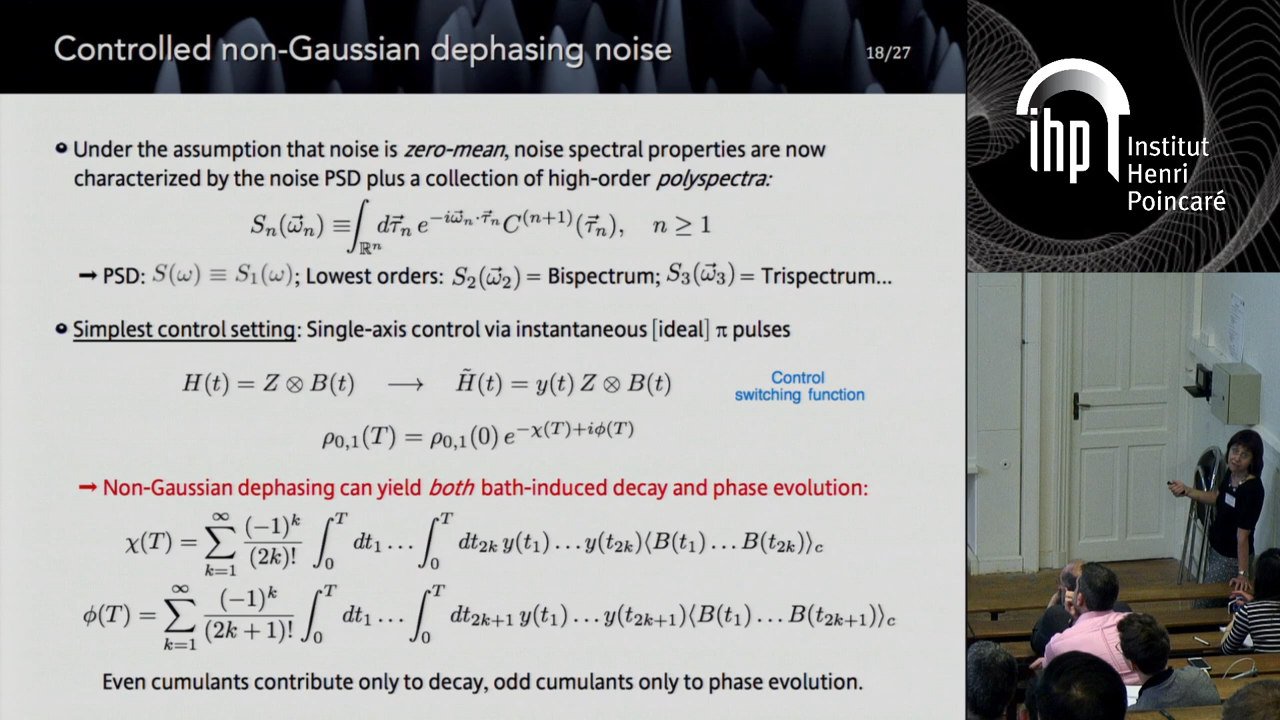 Controlled non-Gaussian dephasing noise
18/27
• Under the assumption that noise is zero-mean, noise spectral properties are now
characterized by the noise PSD plus a collection of high-order polyspectra:
$S_n(\vec{\omega}_n) \equiv \int_{\mathbb{R}^n} d\vec{\tau}_n \, e^{-i\vec{\omega}_n \cdot \vec{\tau}_n} C^{(n+1)}(\vec{\tau}_n), \quad n \geq 1$
→ PSD: $S(\omega) \equiv S_1(\omega)$; Lowest orders: $S_2(\vec{\omega}_2)$ = Bispectrum; $S_3(\vec{\omega}_3)$ = Trispectrum...
• Simplest control setting: Single-axis control via instantaneous [ideal] π pulses
$H(t) = Z \otimes B(t) \quad \longrightarrow \quad \tilde{H}(t) = y(t) \, Z \otimes B(t)$
Control
switching function
$\rho_{0,1}(T) = \rho_{0,1}(0) \, e^{-\chi(T)+i\phi(T)}$
→ Non-Gaussian dephasing can yield both bath-induced decay and phase evolution:
$\chi(T) = \sum_{k=1}^{\infty} \frac{(-1)^k}{(2k)!} \int_0^T dt_1 \ldots \int_0^T dt_{2k} \, y(t_1) \ldots y(t_{2k}) \langle B(t_1) \ldots B(t_{2k}) \rangle_c$
$\phi(T) = \sum_{k=1}^{\infty} \frac{(-1)^k}{(2k+1)!} \int_0^T dt_1 \ldots \int_0^T dt_{2k+1} \, y(t_1) \ldots y(t_{2k+1}) \langle B(t_1) \ldots B(t_{2k+1}) \rangle_c$
Even cumulants contribute only to decay, odd cumulants only to phase evolution.
ihp
Institut
Henri
Poincaré